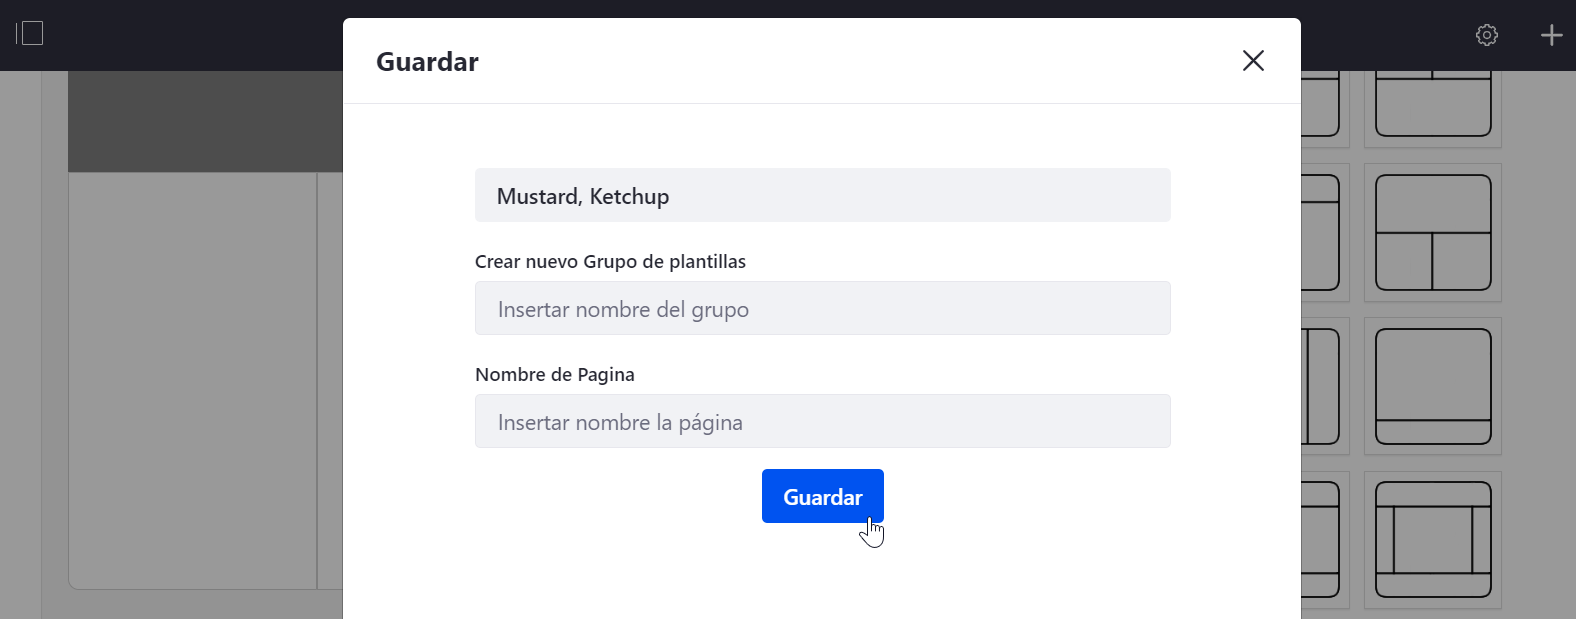 Guardar
Mustard, Ketchup
Crear nuevo Grupo de plantillas
Insertar nombre del grupo
Nombre de Pagina
Insertar nombre la página
Guardar